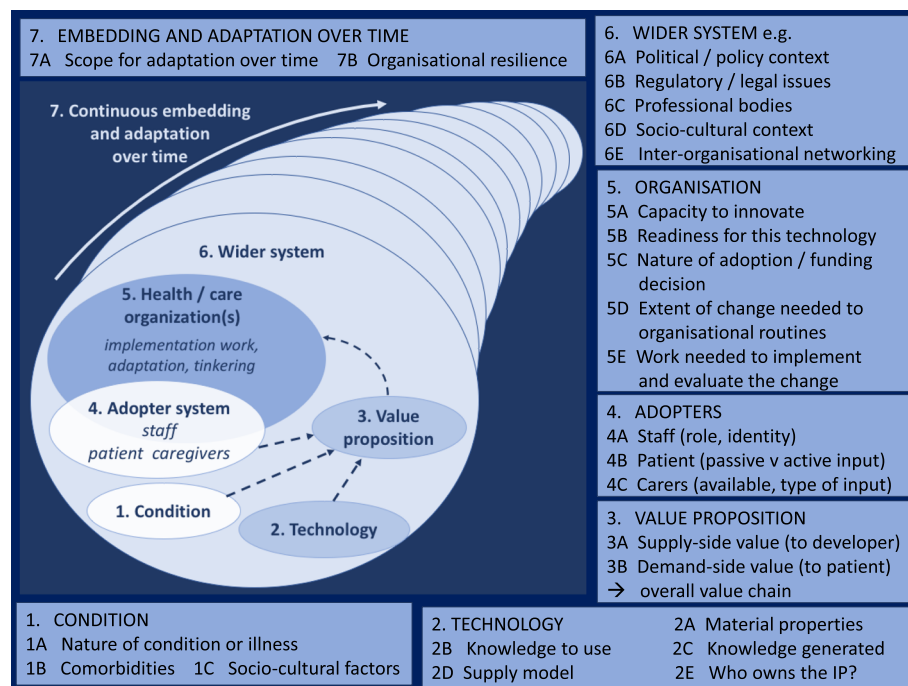 7. EMBEDDING AND ADAPTATION OVER TIME
7A Scope for adaptation over time 7B Organisational resilience
7. Continuous embedding
and adaptation
over time
6. Wider system
5. Health / care
organization(s)
implementation work,
adaptation, tinkering
4. Adopter system
staff
patient caregivers
3. Value
proposition
1. Condition
2. Technology
6. WIDER SYSTEM e.g.
6A Political / policy context
6B Regulatory / legal issues
6C Professional bodies
6D Socio-cultural context
6E Inter-organisational networking
5. ORGANISATION
5A Capacity to innovate
5B Readiness for this technology
5C Nature of adoption / funding
decision
5D Extent of change needed to
organisational routines
5E Work needed to implement
and evaluate the change
4. ADOPTERS
4A Staff (role, identity)
4B Patient (passive v active input)
4C Carers (available, type of input)
3. VALUE PROPOSITION
3A Supply-side value (to developer)
3B Demand-side value (to patient)
→ overall value chain
1. CONDITION
1A Nature of condition or illness
1B Comorbidities 1C Socio-cultural factors
2. TECHNOLOGY 2A Material properties
2B Knowledge to use 2C Knowledge generated
2D Supply model 2E Who owns the IP?